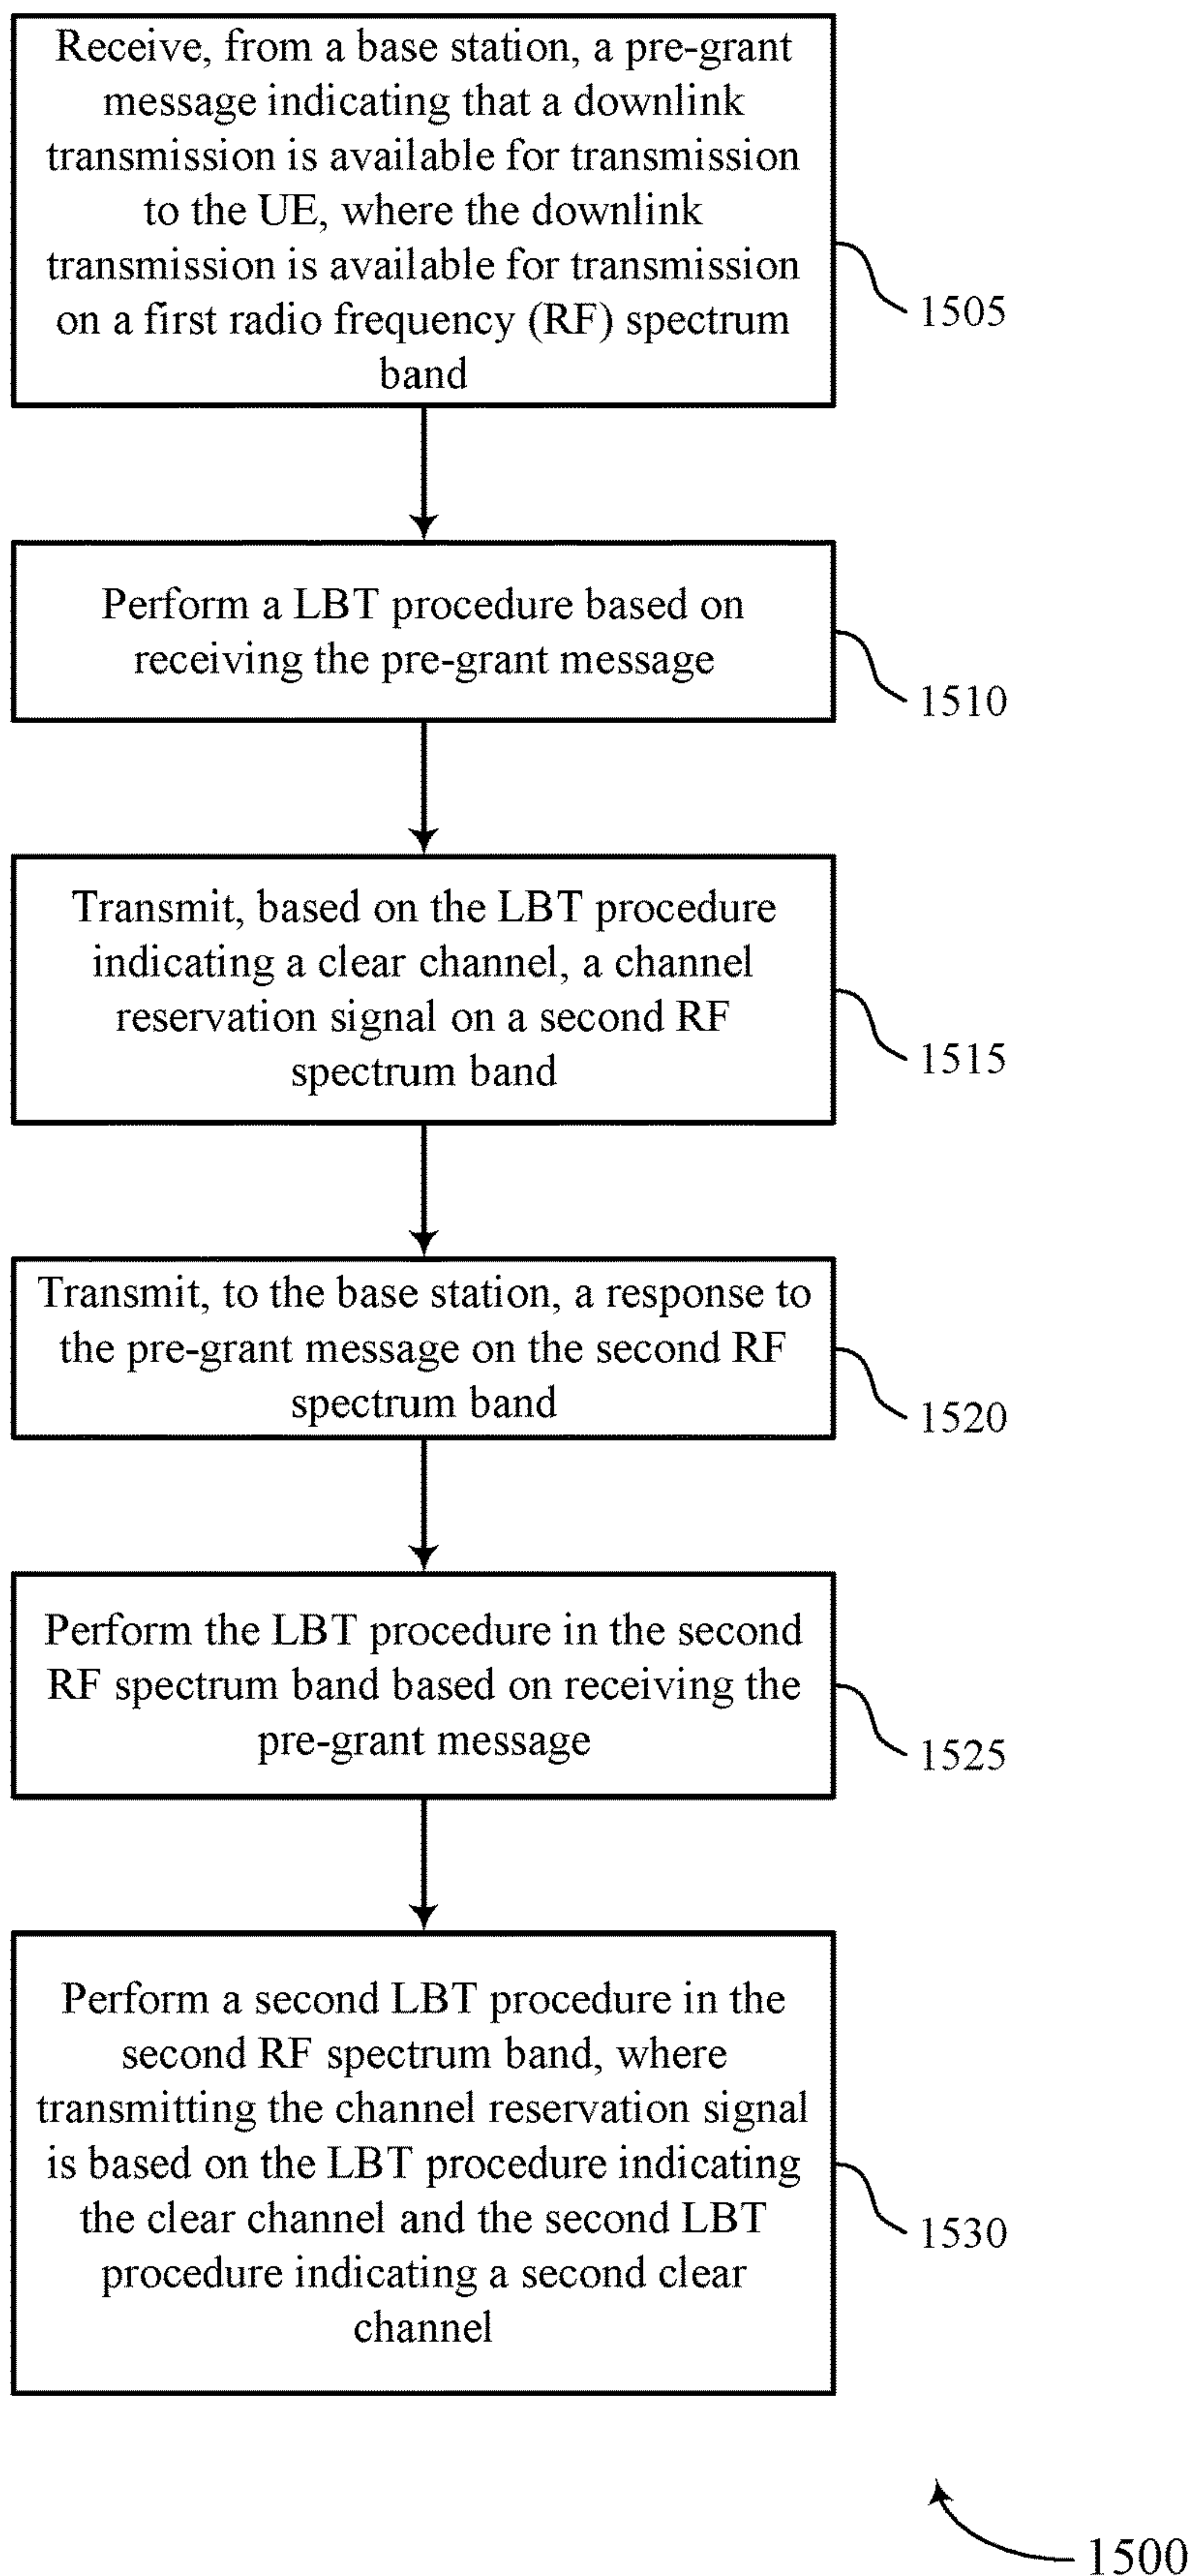 Receive, from a base station, a pre-grant
message indicating that a downlink
transmission is available for transmission
to the UE, where the downlink
transmission is available for transmission
on a first radio frequency (RF) spectrum
band
1505
Perform a LBT procedure based on
receiving the pre-grant message
1510
Transmit, based on the LBT procedure
indicating a clear channel, a channel
reservation signal on a second RF
spectrum band
1515
Transmit, to the base station, a response to
the pre-grant message on the second RF
spectrum band
1520
Perform the LBT procedure in the second
RF spectrum band based on receiving the
pre-grant message
1525
Perform a second LBT procedure in the
second RF spectrum band, where
transmitting the channel reservation signal
is based on the LBT procedure indicating
the clear channel and the second LBT
procedure indicating a second clear
channel
1530
1500